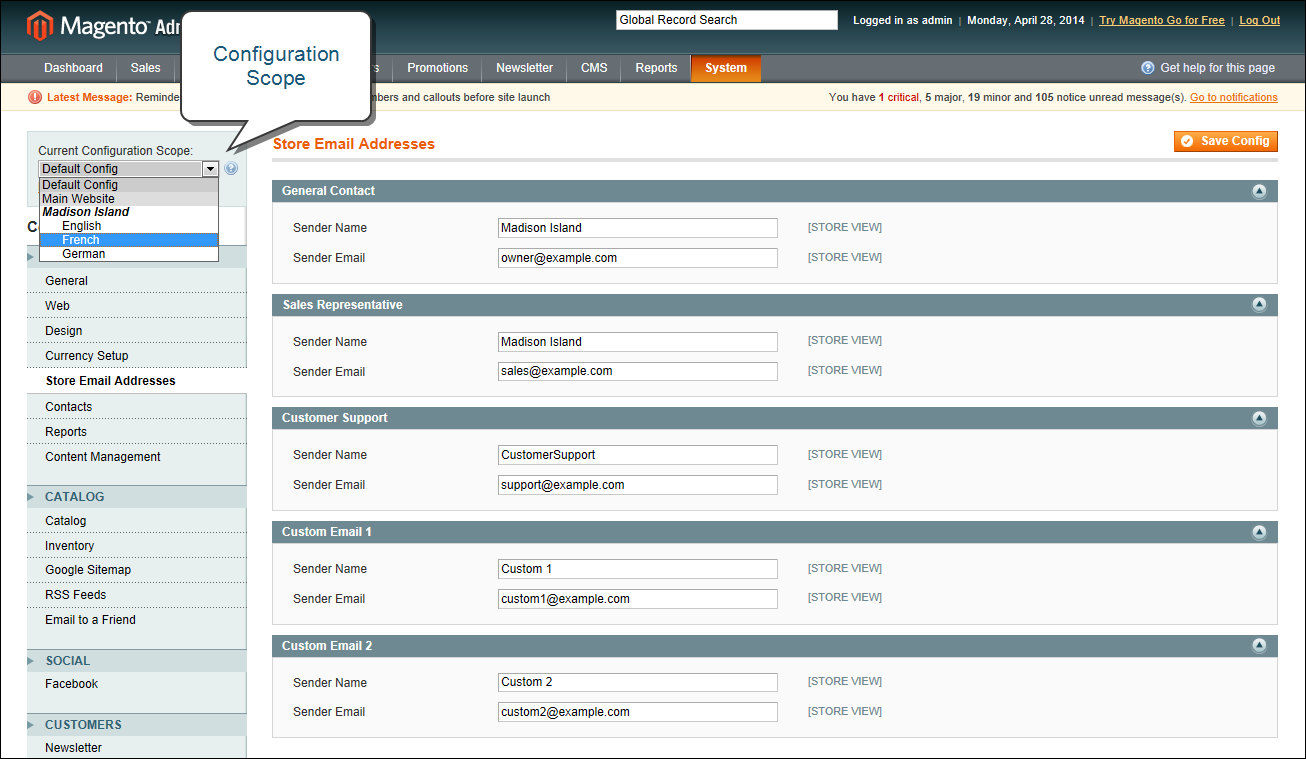 Magento™ Adm
Global Record Search
Logged in as admin | Monday, April 28, 2014 | Try Magento Go for Free | Log Out
Configuration
Scope
Dashboard Sales Promotions Newsletter CMS Reports System Get help for this page
Latest Message: Reminde mbers and callouts before site launch You have 1 critical, 5 major, 19 minor and 105 notice unread message(s). Go to notifications
Current Configuration Scope:
Default Config
Default Config
Main Website
Madison Island
English
French
German
General
Web
Design
Currency Setup
Store Email Addresses
Contacts
Reports
Content Management
CATALOG
Catalog
Inventory
Google Sitemap
RSS Feeds
Email to a Friend
SOCIAL
Facebook
CUSTOMERS
Newsletter
Store Email Addresses Save Config
General Contact
Sender Name Madison Island [STORE VIEW]
Sender Email owner@example.com [STORE VIEW]
Sales Representative
Sender Name Madison Island [STORE VIEW]
Sender Email sales@example.com [STORE VIEW]
Customer Support
Sender Name CustomerSupport [STORE VIEW]
Sender Email support@example.com [STORE VIEW]
Custom Email 1
Sender Name Custom 1 [STORE VIEW]
Sender Email custom1@example.com [STORE VIEW]
Custom Email 2
Sender Name Custom 2 [STORE VIEW]
Sender Email custom2@example.com [STORE VIEW]